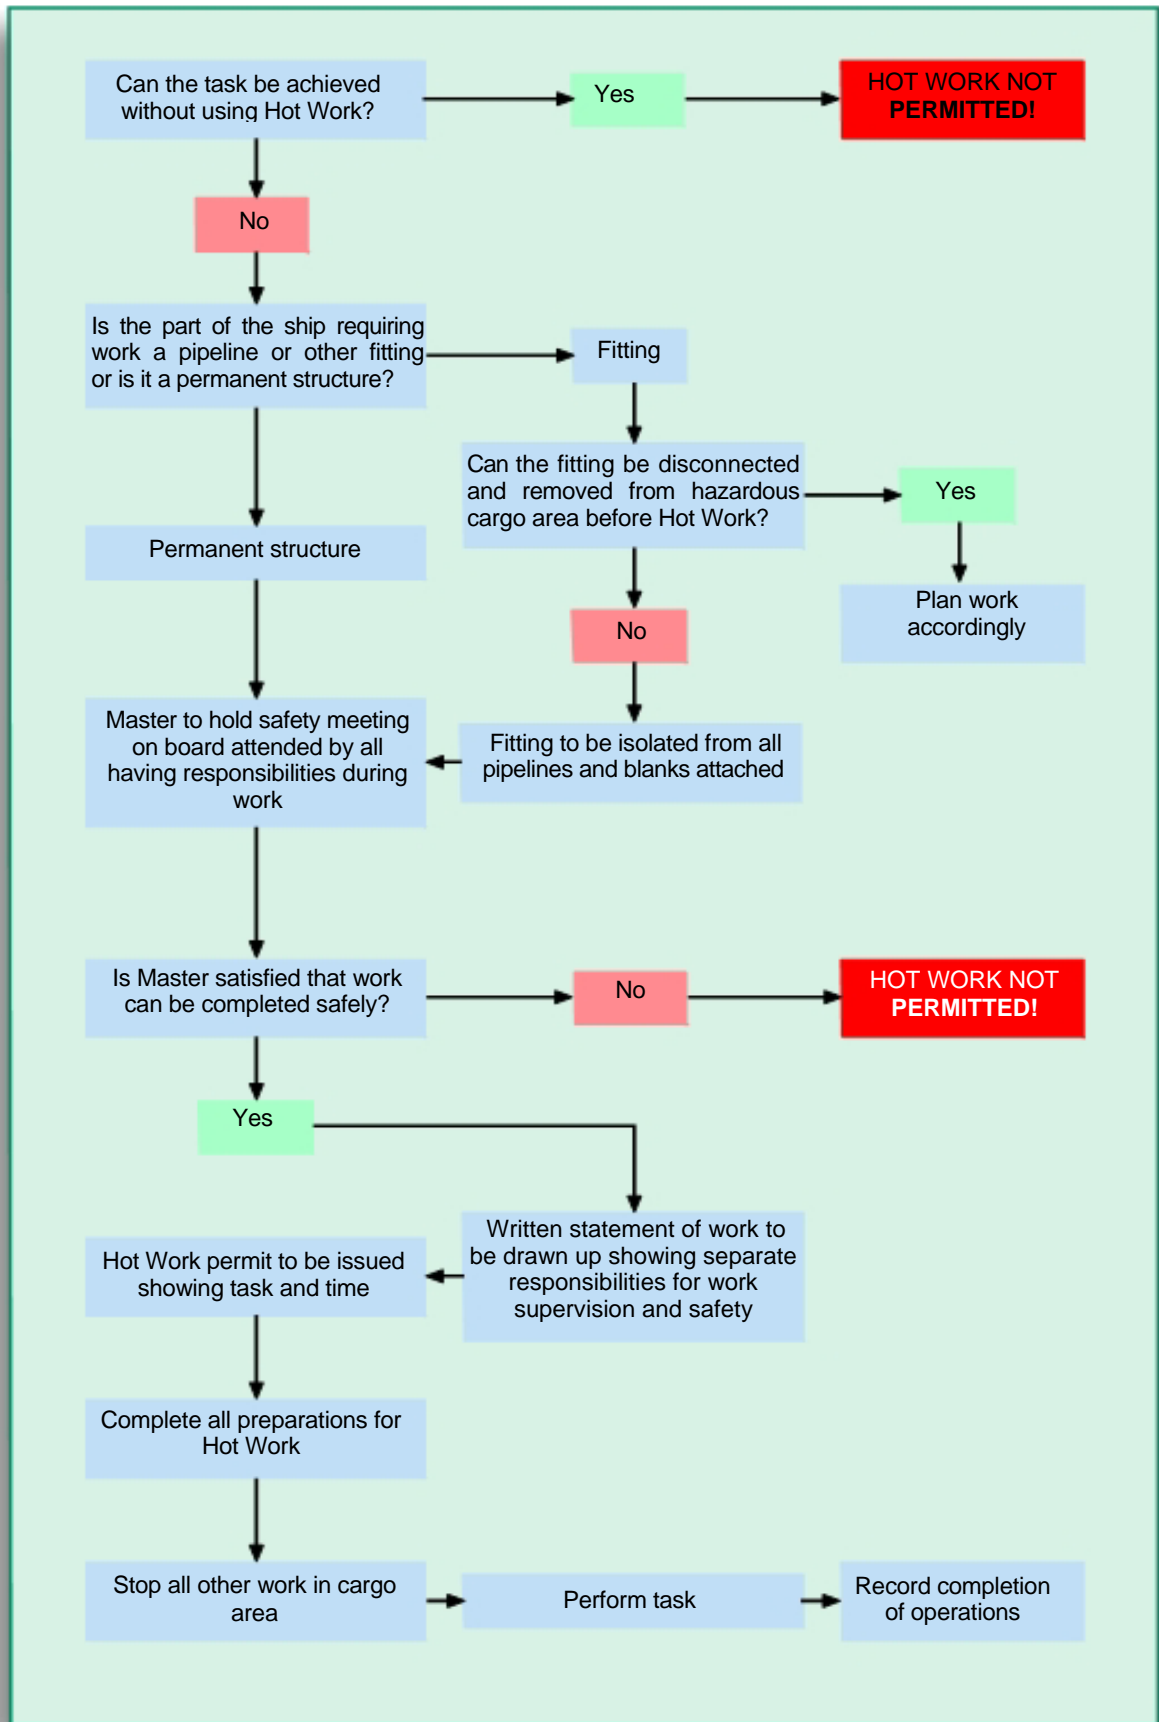 Can the task be achieved
without using Hot Work?
Yes
HOT WORK NOT
PERMITTED!
No
Is the part of the ship requiring
work a pipeline or other fitting
or is it a permanent structure?
Fitting
Can the fitting be disconnected
and removed from hazardous
cargo area before Hot Work?
Yes
Permanent structure
Plan work
accordingly
No
Master to hold safety meeting
on board attended by all
having responsibilities during
work
Fitting to be isolated from all
pipelines and blanks attached
Is Master satisfied that work
can be completed safely?
No
HOT WORK NOT
PERMITTED!
Yes
Written statement of work to
be drawn up showing separate
responsibilities for work
supervision and safety
Hot Work permit to be issued
showing task and time
Complete all preparations for
Hot Work
Stop all other work in cargo
area
Perform task
Record completion
of operations